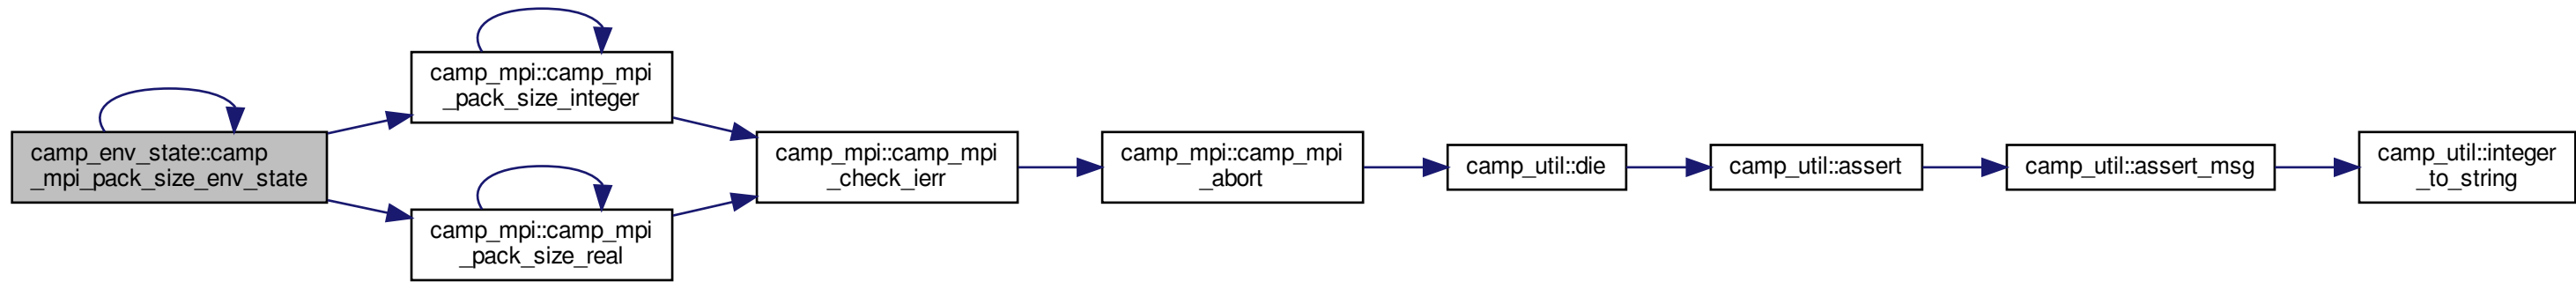 camp_env_state::camp
_mpi_pack_size_env_state
camp_mpi::camp_mpi
_pack_size_integer
camp_mpi::camp_mpi
_pack_size_real
camp_mpi::camp_mpi
_check_ierr
camp_mpi::camp_mpi
_abort
camp_util::die
camp_util::assert
camp_util::assert_msg
camp_util::integer
_to_string